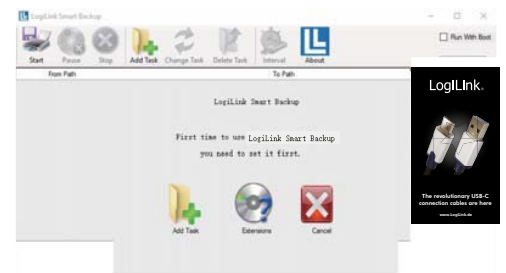 LogiLink Smart Backup
Start Pause Stop Add Task Change Task Delete Task Interval About
Run With Boot
From Path To Path
LogiLink Smart Backup
First time to use LogiLink Smart Backup
you need to set it first.
Add Task Extensions Cancel
LogILInk®
The revolutionary USB-C
connection cables are here
www.LogiLink.de